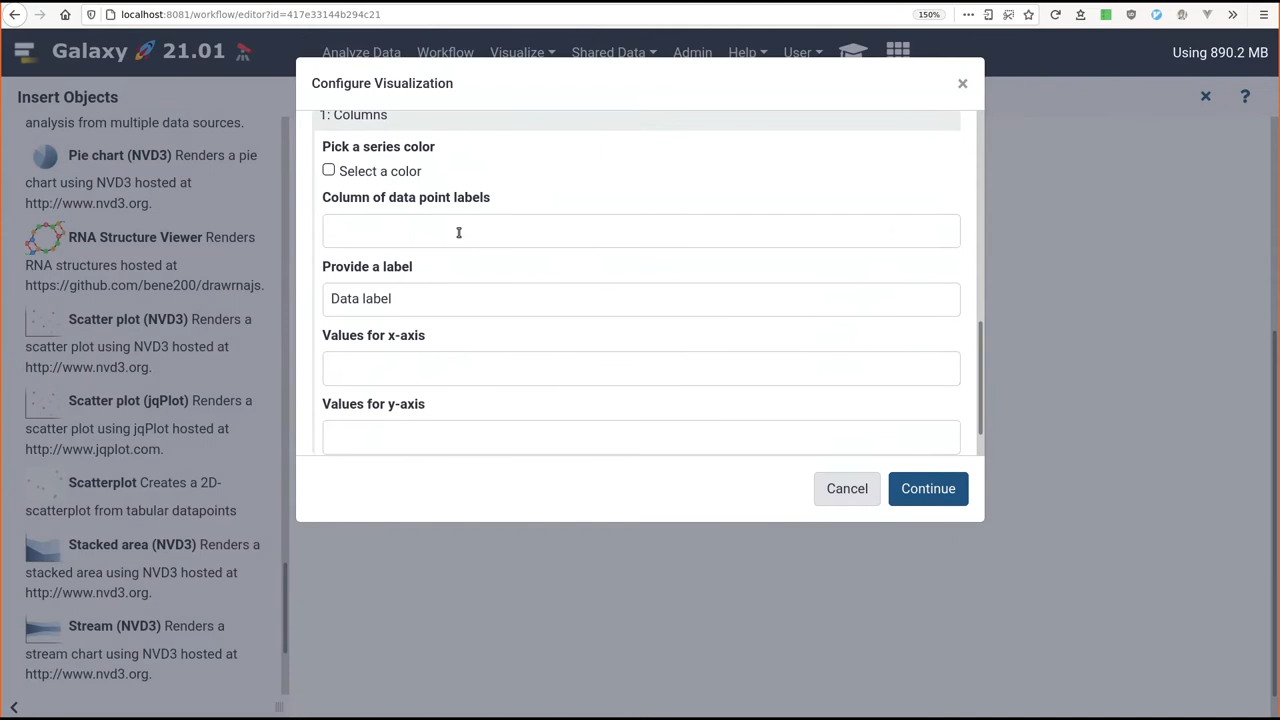 localhost:8081/workflow/editor?id=417e33144b294c21
150%
Galaxy 21.01
Analyze Data Workflow Visualize Shared Data Admin Help User
Using 890.2 MB
Insert Objects
analysis from multiple data sources.
Pie chart (NVD3) Renders a pie
chart using NVD3 hosted at
http://www.nvd3.org.
RNA Structure Viewer Renders
RNA structures hosted at
https://github.com/bene200/drawrnajs.
Scatter plot (NVD3) Renders a
scatter plot using NVD3 hosted at
http://www.nvd3.org.
Scatter plot (jqPlot) Renders a
scatter plot using jqPlot hosted at
http://www.jqplot.com.
Scatterplot Creates a 2D-
scatterplot from tabular datapoints
Stacked area (NVD3) Renders a
stacked area using NVD3 hosted at
http://www.nvd3.org.
Stream (NVD3) Renders a
stream chart using NVD3 hosted at
http://www.nvd3.org.
Configure Visualization
1: Columns
Pick a series color
Select a color
Column of data point labels
Provide a label
Data label
Values for x-axis
Values for y-axis
Cancel
Continue